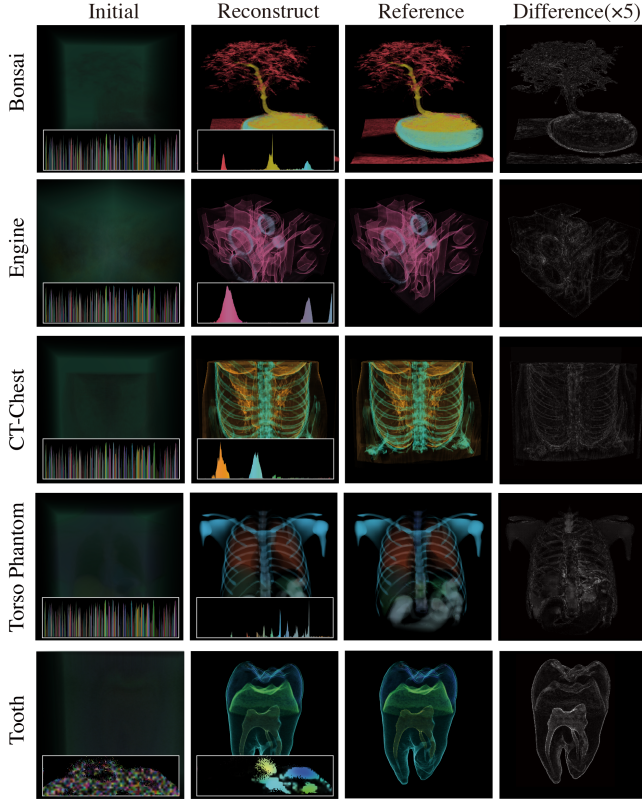 Initial Reconstruct Reference Difference(×5)
Bonsai
Engine
CT-Chest
Torso Phantom
Tooth